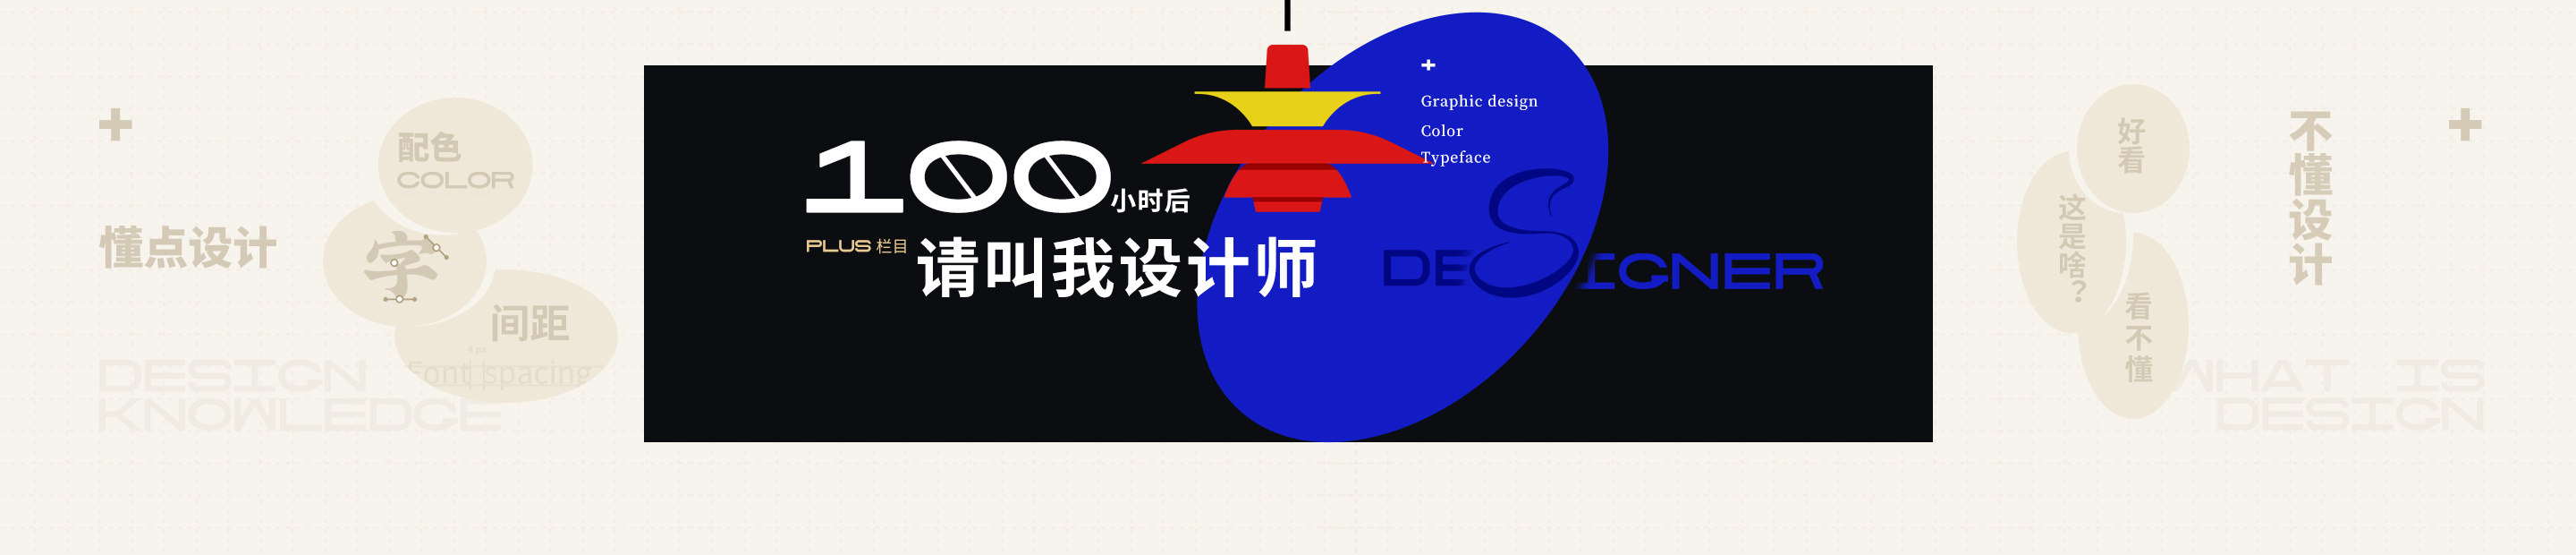 配色
COLOR
懂点设计
字
间距
4px
Font spacing
DESIGN
KNOWLEDGE
100小时后
PLUS 栏目
请叫我设计师
Graphic design
Color
Typeface
DESIGNER
好看
这是啥?
看不懂
不懂设计
WHAT IS
DESIGN